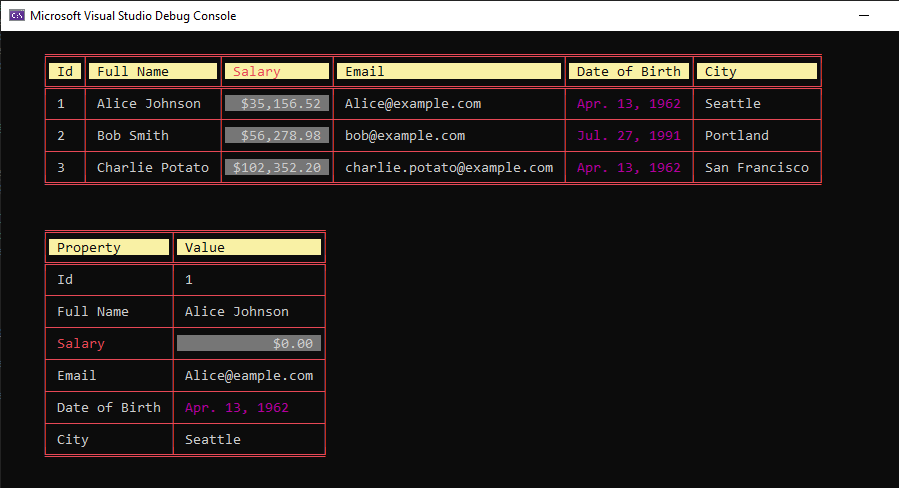 Microsoft Visual Studio Debug Console
Id Full Name Salary Email Date of Birth City
1 Alice Johnson $35,156.52 Alice@example.com Apr. 13, 1962 Seattle
2 Bob Smith $56,278.98 bob@example.com Jul. 27, 1991 Portland
3 Charlie Potato $102,352.20 charlie.potato@example.com Apr. 13, 1962 San Francisco
Property Value
Id 1
Full Name Alice Johnson
Salary $0.00
Email Alice@eample.com
Date of Birth Apr. 13, 1962
City Seattle